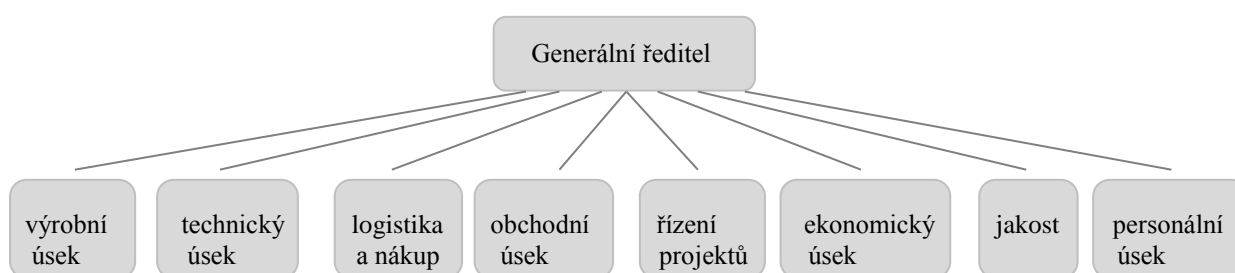 Generální ředitel
výrobní
úsek
technický
úsek
logistika
a nákup
obchodní
úsek
řízení
projektů
ekonomický
úsek
jakost
personální
úsek